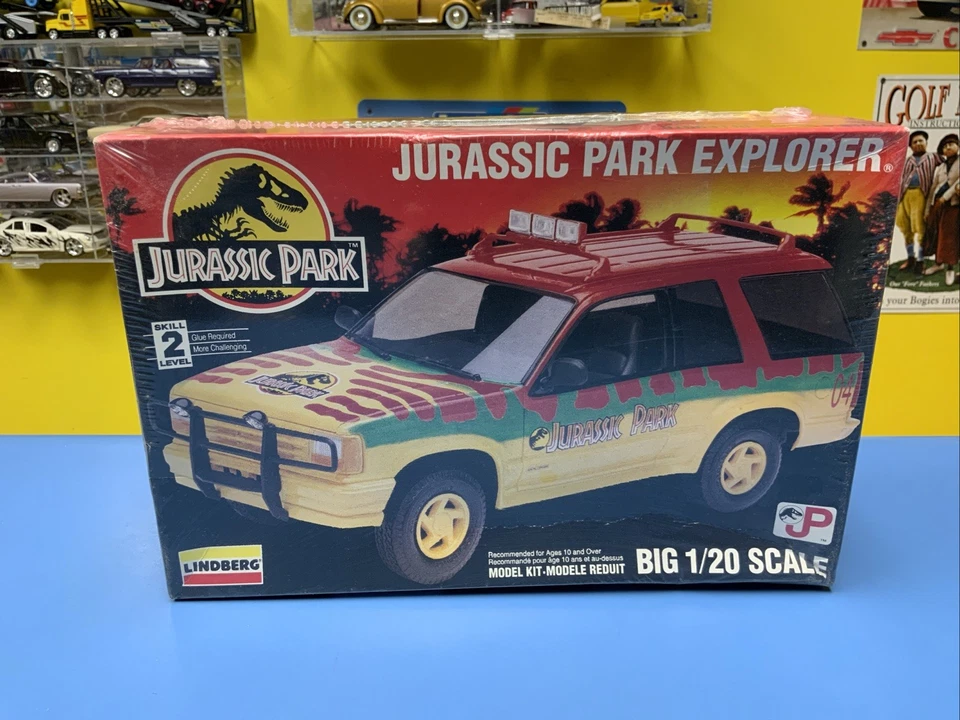 JURASSIC PARK EXPLORER®
JURASSIC PARK™
SKILL
2
LEVEL
Glue Required
More Challenging
JURASSIC PARK
JURASSIC PARK
04
JP
LINDBERG®
Recommended for Ages 10 and Over
Recommandé pour âge 10 ans et au-dessus
MODEL KIT·MODELE REDUIT
BIG 1/20 SCALE
GOLF
INSTRUCTI
your Bogies into